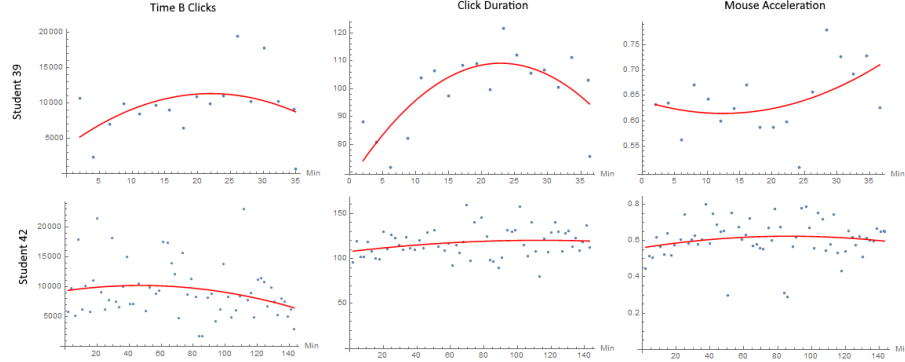 Time B Clicks
Click Duration
Mouse Acceleration
Student 39
20000
15000
10000
5000
5 10 15 20 25 30 35 Min
120
110
100
90
80
0 5 10 15 20 25 30 35 Min
0.75
0.70
0.65
0.60
0.55
0 5 10 15 20 25 30 35 Min
Student 42
20000
15000
10000
5000
20 40 60 80 100 120 140 Min
150
100
50
20 40 60 80 100 120 140 Min
0.8
0.6
0.4
0.2
20 40 60 80 100 120 140 Min